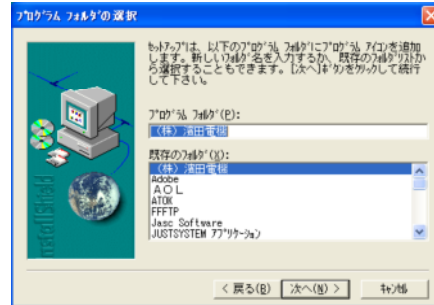 ﾌﾟﾛｸﾞﾗﾑ ﾌｫﾙﾀﾞの選択
ｾｯﾄｱｯﾌﾟは、以下のﾌﾟﾛｸﾞﾗﾑ ﾌｫﾙﾀﾞにﾌﾟﾛｸﾞﾗﾑ ｱｲｺﾝを追加
します。新しいﾌｫﾙﾀﾞ名を入力するか、既存のﾌｫﾙﾀﾞﾘｽﾄか
ら選択することもできます。[次へ]ﾎﾞﾀﾝをｸﾘｯｸして続行
して下さい。
ﾌﾟﾛｸﾞﾗﾑ ﾌｫﾙﾀﾞ(P):
（株）濱田電機
既存のﾌｫﾙﾀﾞ(X):
（株）濱田電機
Adobe
ＡＯＬ
ATOK
FFFTP
Jasc Software
JUSTSYSTEM ｱﾌﾟﾘｹｰｼｮﾝ
InstallShield
< 戻る(B)
次へ(N) >
ｷｬﾝｾﾙ